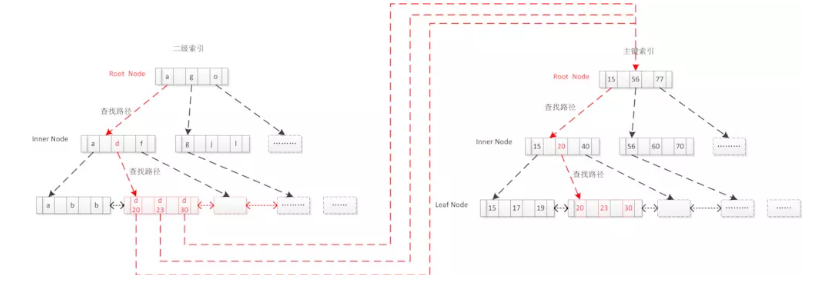 二级索引
主键索引
Root Node
a g o
Root Node
15 56 77
查找路径
查找路径
Inner Node
a d f
g j l
………
Inner Node
15 20 40
56 60 70
………
查找路径
查找路径
a b b
d d d
20 23 30
……
……
Leaf Node
15 17 19
20 23 30
………
……